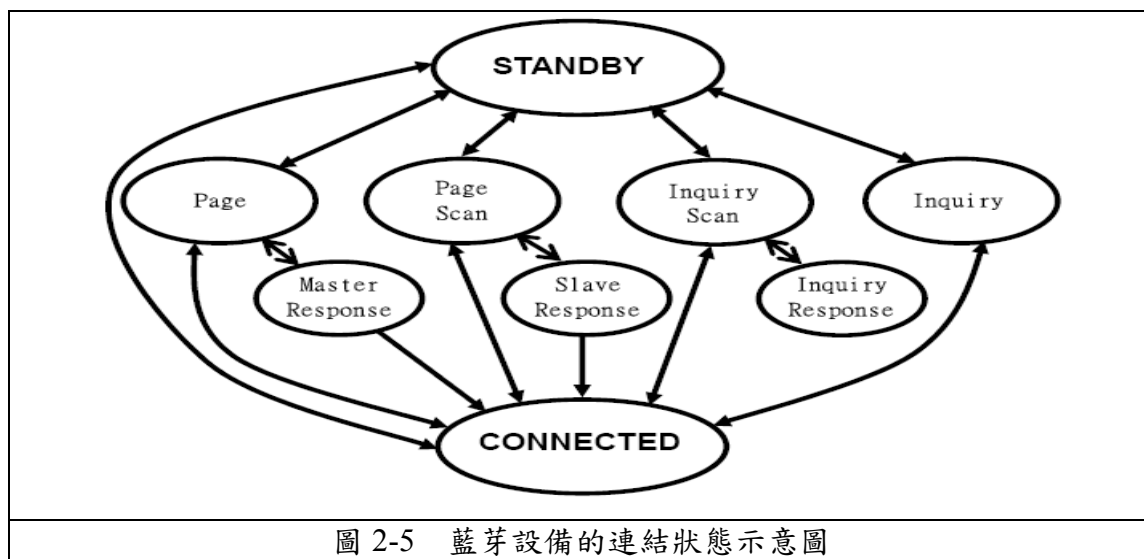 STANDBY
Page
Page
Scan
Inquiry
Scan
Inquiry
Master
Response
Slave
Response
Inquiry
Response
CONNECTED
圖 2-5 藍芽設備的連結狀態示意圖